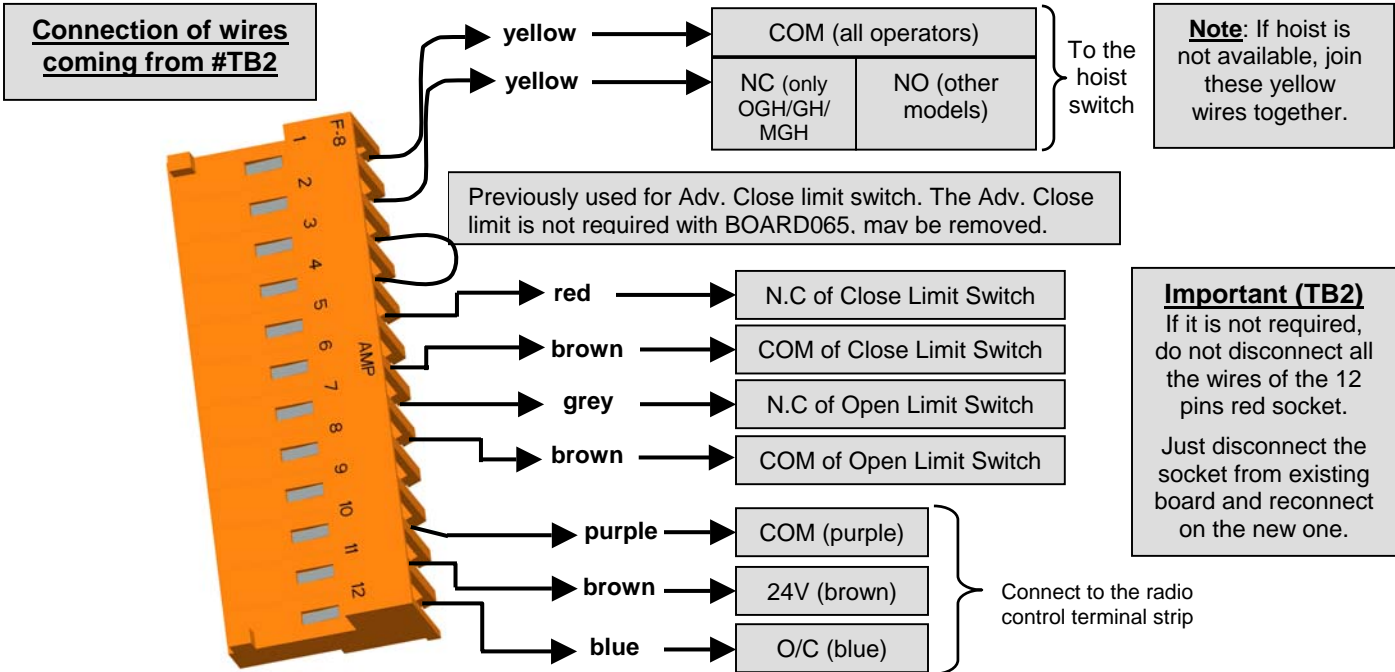 Connection of wires
coming from #TB2
yellow
COM (all operators)
yellow
NC (only
OGH/GH/
MGH
NO (other
models)
To the
hoist
switch
Note: If hoist is
not available, join
these yellow
wires together.
Previously used for Adv. Close limit switch. The Adv. Close
limit is not required with BOARD065, may be removed.
red
N.C of Close Limit Switch
brown
COM of Close Limit Switch
grey
N.C of Open Limit Switch
brown
COM of Open Limit Switch
Important (TB2)
If it is not required,
do not disconnect all
the wires of the 12
pins red socket.
Just disconnect the
socket from existing
board and reconnect
on the new one.
purple
COM (purple)
brown
24V (brown)
blue
O/C (blue)
Connect to the radio
control terminal strip
F-8
1
2
3
4
5
6
AMP
7
8
9
10
11
12